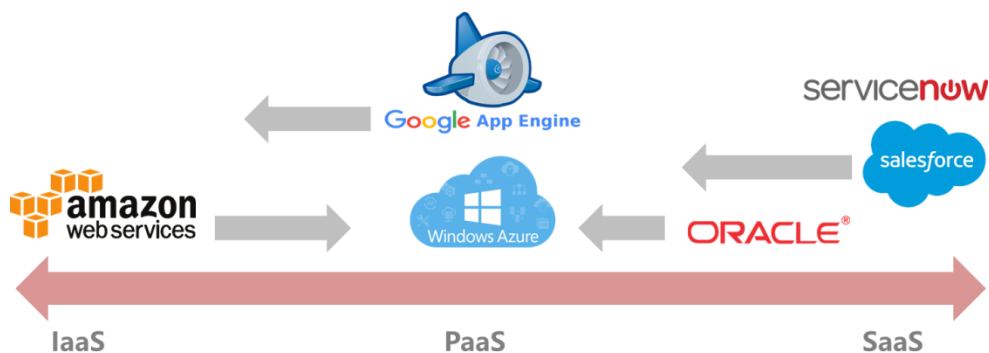 Google App Engine
servicenow
salesforce
amazon
web services
Windows Azure
ORACLE®
IaaS
PaaS
SaaS